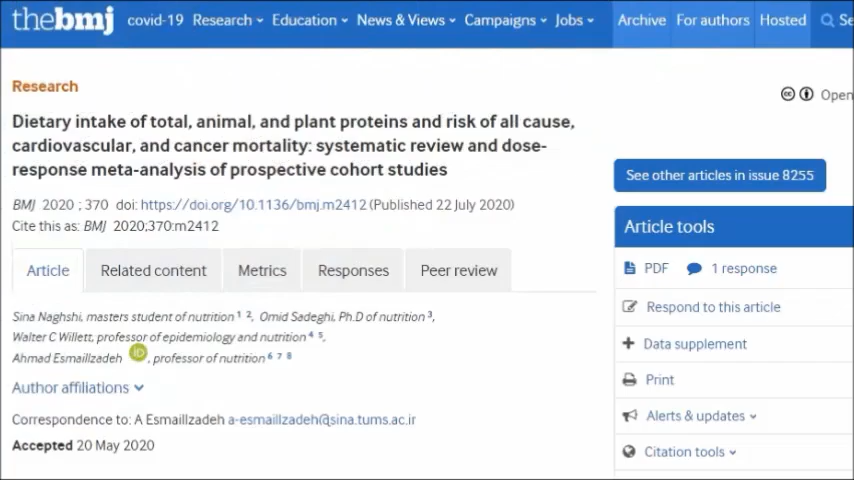 thebmj covid-19 Research Education News & Views Campaigns Jobs Archive For authors Hosted Se
Research
Open
Dietary intake of total, animal, and plant proteins and risk of all cause,
cardiovascular, and cancer mortality: systematic review and dose-
response meta-analysis of prospective cohort studies
See other articles in issue 8255
BMJ 2020 ; 370 doi: https://doi.org/10.1136/bmj.m2412 (Published 22 July 2020)
Cite this as: BMJ 2020;370:m2412
Article tools
Article Related content Metrics Responses Peer review
PDF 1 response
Respond to this article
Data supplement
Print
Alerts & updates
Citation tools
Sina Naghshi, masters student of nutrition 1 2, Omid Sadeghi, Ph.D of nutrition 3,
Walter C Willett, professor of epidemiology and nutrition 4 5,
Ahmad Esmaillzadeh iD, professor of nutrition 6 7 8
Author affiliations
Correspondence to: A Esmaillzadeh a-esmaillzadeh@sina.tums.ac.ir
Accepted 20 May 2020